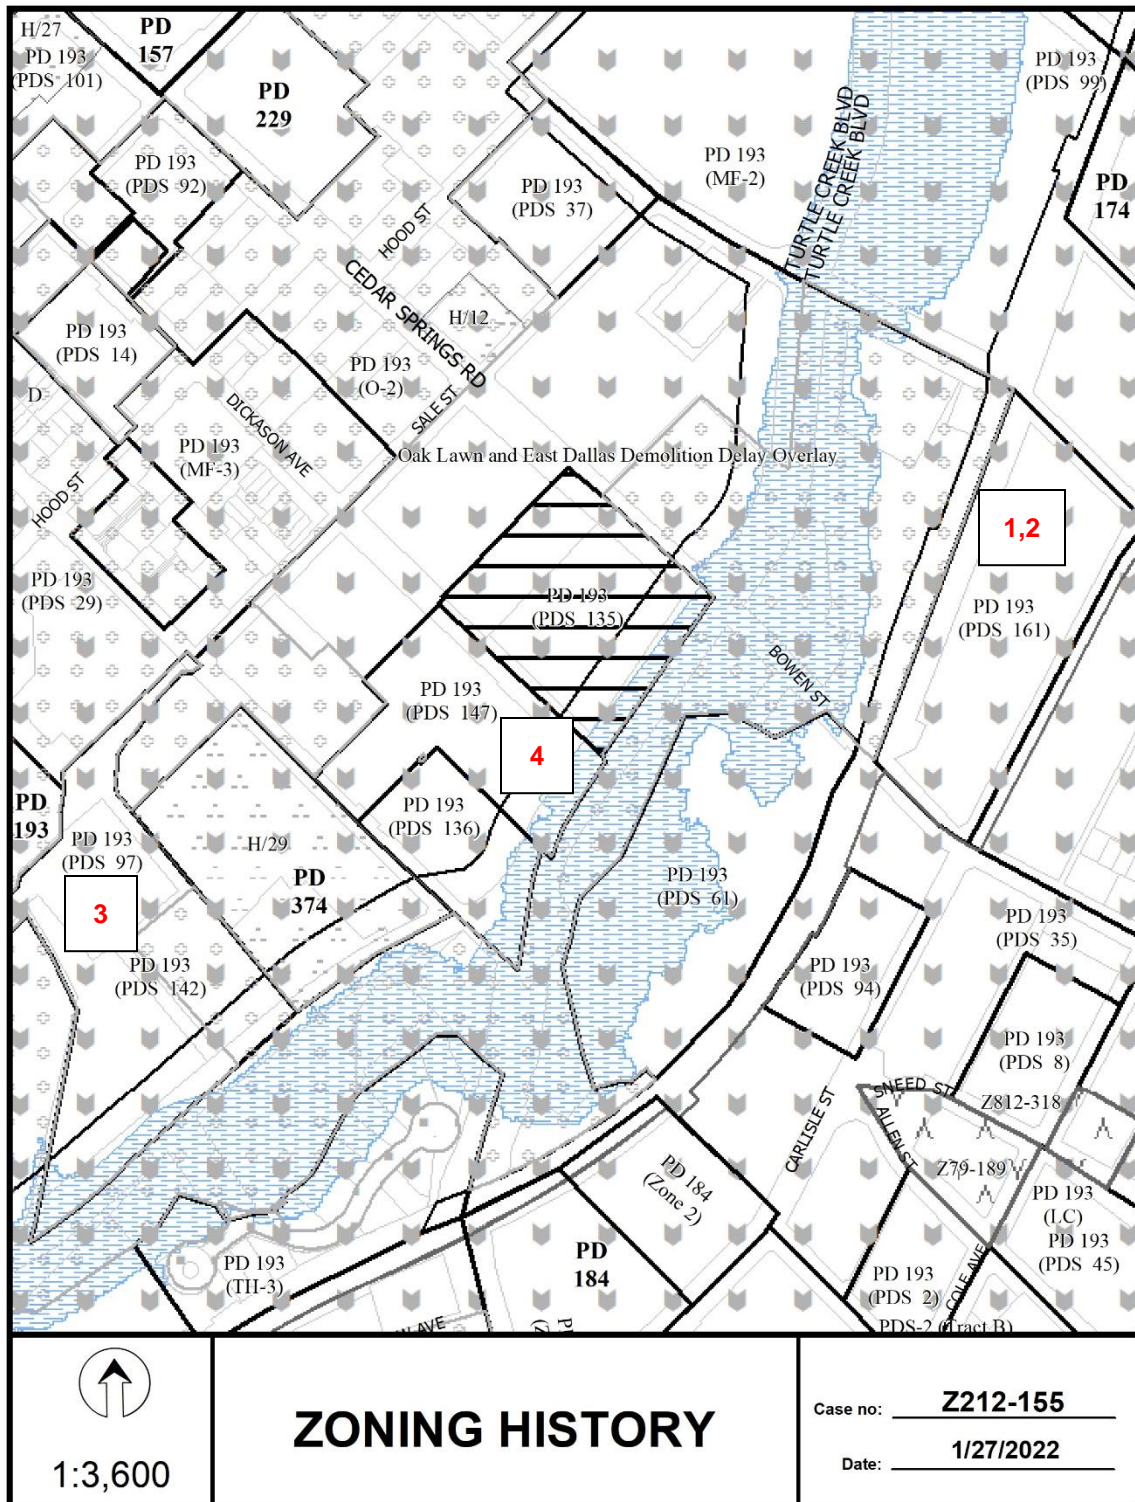 H/27
PD 193
(PDS 101)
PD
157
PD
229
PD 193
(PDS 99)
PD 193
(PDS 92)
PD 193
(PDS 37)
PD 193
(MF-2)
TURTLE CREEK BLVD
TURTLE CREEK BLVD
PD
174
HOOD ST
CEDAR SPRINGS RD
H/12
PD 193
(PDS 14)
PD 193
(O-2)
SALE ST
D
DICKASON AVE
PD 193
(MF-3)
HOOD ST
Oak Lawn and East Dallas Demolition Delay Overlay
1,2
PD 193
(PDS 29)
PD 193
(PDS 135)
PD 193
(PDS 161)
BOWEN ST
PD 193
(PDS 147)
4
PD
193
PD 193
(PDS 97)
PD 193
(PDS 136)
H/29
PD
374
PD 193
(PDS 61)
3
PD 193
(PDS 142)
PD 193
(PDS 35)
PD 193
(PDS 94)
PD 193
(PDS 8)
SNEED ST
Z812-318
ALLEN ST
CARLISLE ST
Z79-189
PD 184
(Zone 2)
PD 193
(LC)
PD 193
(PDS 45)
PD 193
(TH-3)
PD
184
PD 193
(PDS 2)
COLE AVE
PDS-2 (Tract B)
AVE
1:3,600
ZONING HISTORY
Case no: Z212-155
Date: 1/27/2022